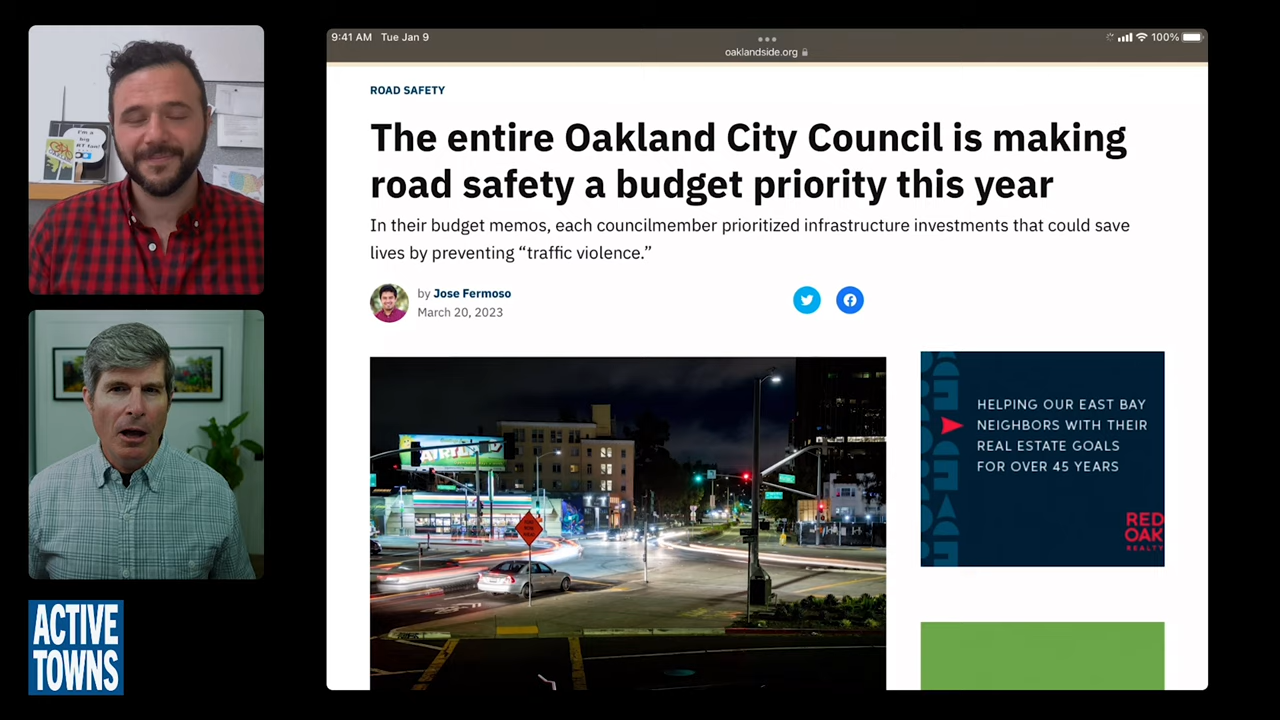 9:41 AM Tue Jan 9
oaklandside.org
100%
ROAD SAFETY
The entire Oakland City Council is making
road safety a budget priority this year
In their budget memos, each councilmember prioritized infrastructure investments that could save
lives by preventing “traffic violence.”
by Jose Fermoso
March 20, 2023
HELPING OUR EAST BAY
NEIGHBORS WITH THEIR
REAL ESTATE GOALS
FOR OVER 45 YEARS
RED
OAK
REALTY
I'm a
big
fan!
ACTIVE
TOWNS